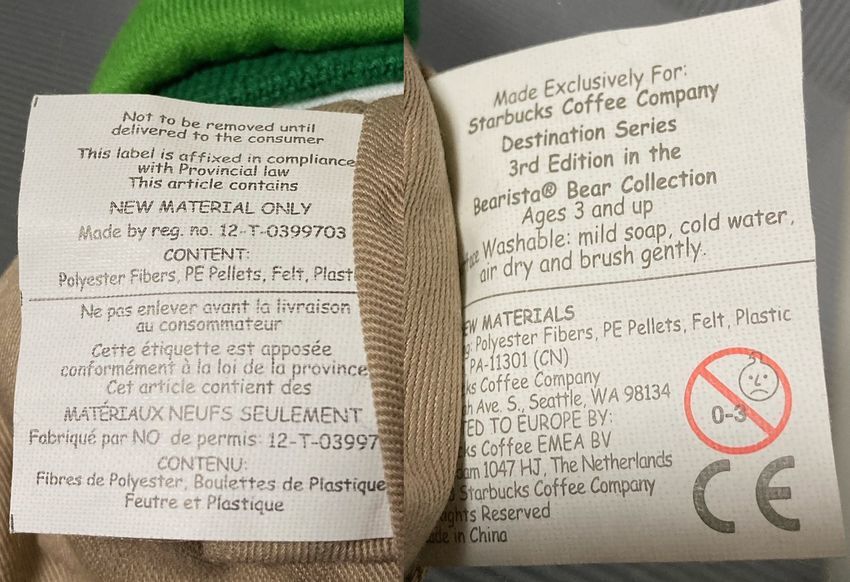 Not to be removed until
delivered to the consumer
This label is affixed in compliance
with Provincial law
This article contains
NEW MATERIAL ONLY
Made by reg. no. 12-T-0399703
CONTENT:
Polyester Fibers, PE Pellets, Felt, Plast
Ne pas enlever avant la livraison
au consommateur
Cette étiquette est apposée
conformément à la loi de la province
Cet article contient des
MATÉRIAUX NEUFS SEULEMENT
Fabriqué par NO de permis: 12-T-03997
CONTENU:
Fibres de Polyester, Boulettes de Plastique
Feutre et Plastique
Made Exclusively For:
Starbucks Coffee Company
Destination Series
3rd Edition in the
Bearista® Bear Collection
Ages 3 and up
Washable: mild soap, cold water,
air dry and brush gently.
EW MATERIALS
g: Polyester Fibers, PE Pellets, Felt, Plastic
PA-11301 (CN)
ks Coffee Company
h Ave. S., Seattle, WA 98134
TED TO EUROPE BY:
ks Coffee EMEA BV
am 1047 HJ, The Netherlands
Starbucks Coffee Company
ghts Reserved
de in China
0-3
CE